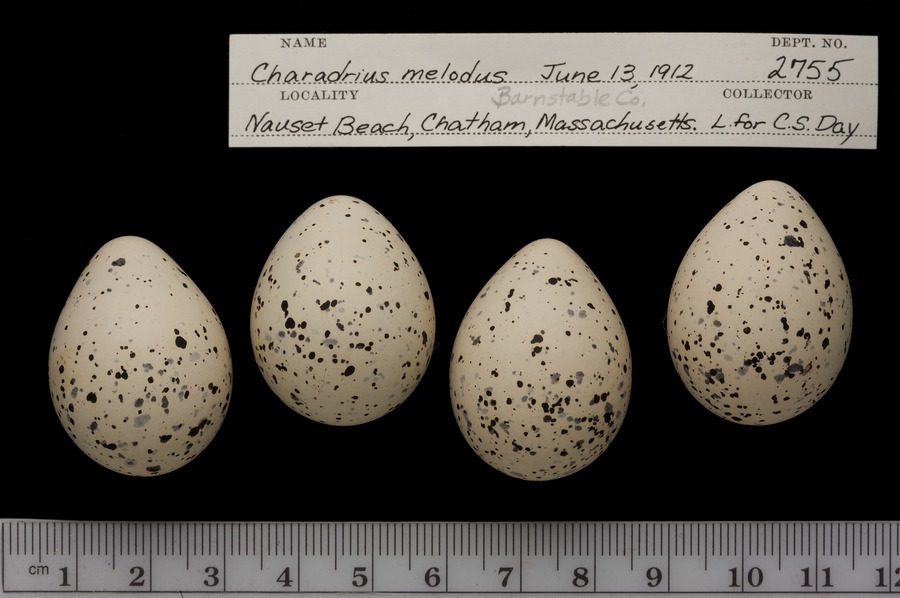 NAME DEPT. NO.
Charadrius melodus June 13, 1912 2755
LOCALITY Barnstable Co. COLLECTOR
Nauset Beach, Chatham, Massachusetts. L. for C.S. Day
cm 1 2 3 4 5 6 7 8 9 10 11 12